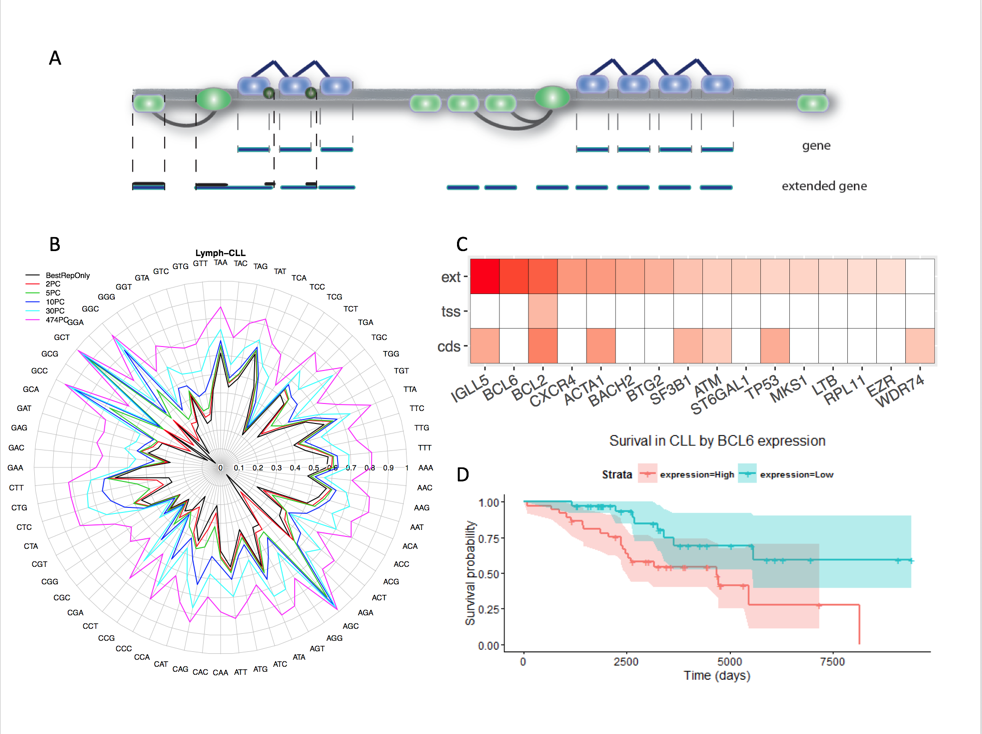 A
gene
extended gene
B
Lymph−CLL
BestRepOnly
2PC
5PC
10PC
30PC
474PC
TAA
TAC
TAG
TAT
TCA
TCC
TCG
TCT
TGA
TGC
TGG
TGT
TTA
TTC
TTG
TTT
AAA
AAC
AAG
AAT
ACA
ACC
ACG
ACT
AGA
AGC
AGG
AGT
ATA
ATC
ATG
ATT
CAA
CAC
CAG
CAT
CCA
CCC
CCG
CCT
CGA
CGC
CGG
CGT
CTA
CTC
CTG
CTT
GAA
GAC
GAG
GAT
GCA
GCC
GCG
GCT
GGA
GGC
GGG
GGT
GTA
GTC
GTG
GTT
0 0.1 0.2 0.3 0.4 0.5 0.6 0.7 0.8 0.9 1
C
ext
tss
cds
IGLL5 BCL6 BCL2 CXCR4 ACTA1 BACH2 BTG2 SF3B1 ATM ST6GAL1 TP53 MKS1 LTB RPL11 EZR WDR74
Surival in CLL by BCL6 expression
D
Strata expression=High expression=Low
Survival probability
1.00
0.75
0.50
0.25
0.00
0 2500 5000 7500
Time (days)